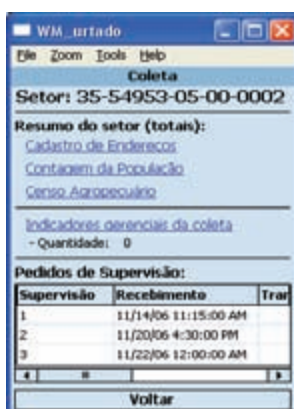 WM_urtado
File Zoom Tools Help
Coleta
Setor: 35-54953-05-00-0002
Resumo do setor (totais):
Cadastro de Endereços
Contagem da População
Censo Agropecuário
Indicadores gerenciais da coleta
- Quantidade: 0
Pedidos de Supervisão:
Supervisão Recebimento Trar
1 11/14/06 11:15:00 AM
2 11/20/06 4:30:00 PM
3 11/22/06 12:00:00 AM
Voltar